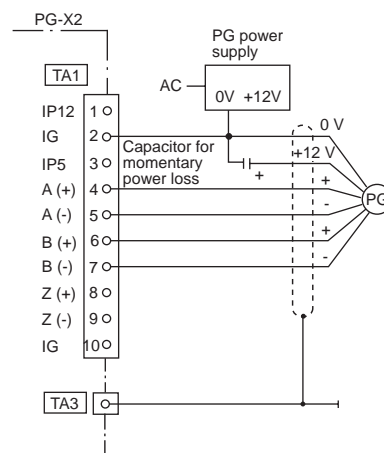 PG-X2
PG power
supply
TA1
AC
0V +12V
IP12 1
IG 2
0 V
Capacitor for
momentary
power loss
+12 V
+
IP5 3
A (+) 4
+
PG
A (-) 5
-
B (+) 6
+
B (-) 7
-
Z (+) 8
Z (-) 9
IG 10
TA3